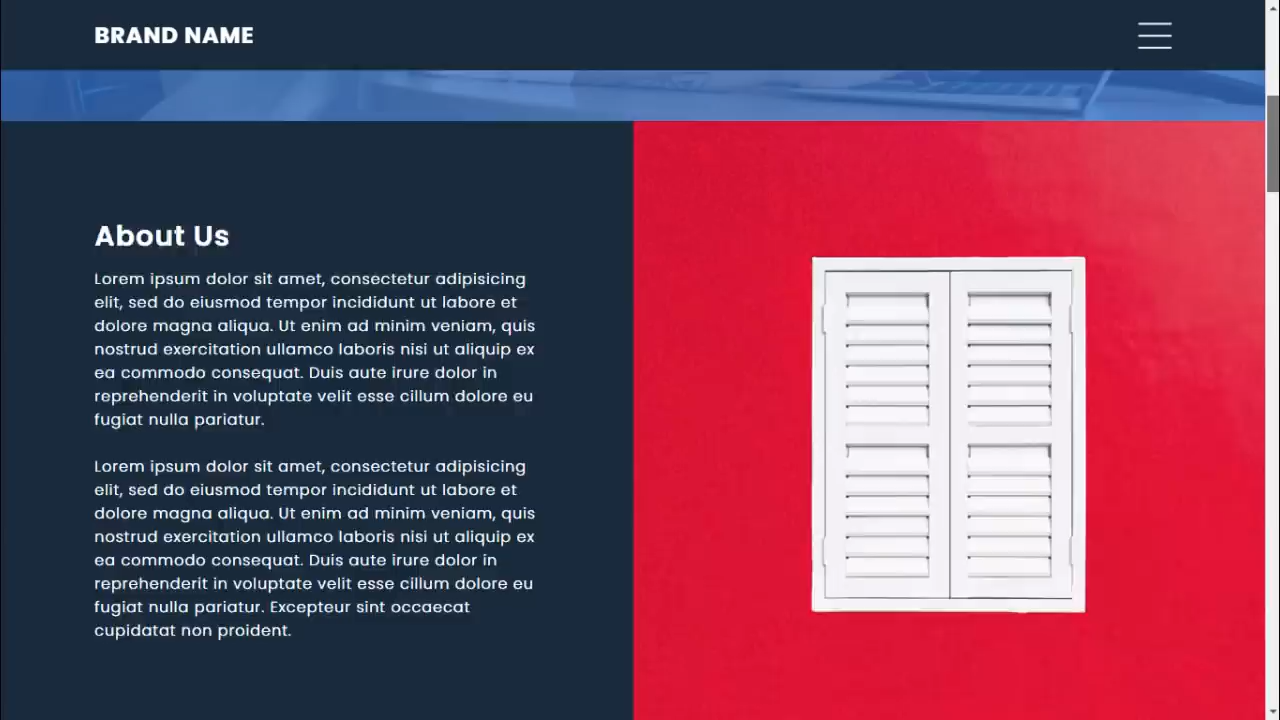 BRAND NAME
About Us
Lorem ipsum dolor sit amet, consectetur adipisicing
elit, sed do eiusmod tempor incididunt ut labore et
dolore magna aliqua. Ut enim ad minim veniam, quis
nostrud exercitation ullamco laboris nisi ut aliquip ex
ea commodo consequat. Duis aute irure dolor in
reprehenderit in voluptate velit esse cillum dolore eu
fugiat nulla pariatur.
Lorem ipsum dolor sit amet, consectetur adipisicing
elit, sed do eiusmod tempor incididunt ut labore et
dolore magna aliqua. Ut enim ad minim veniam, quis
nostrud exercitation ullamco laboris nisi ut aliquip ex
ea commodo consequat. Duis aute irure dolor in
reprehenderit in voluptate velit esse cillum dolore eu
fugiat nulla pariatur. Excepteur sint occaecat
cupidatat non proident.